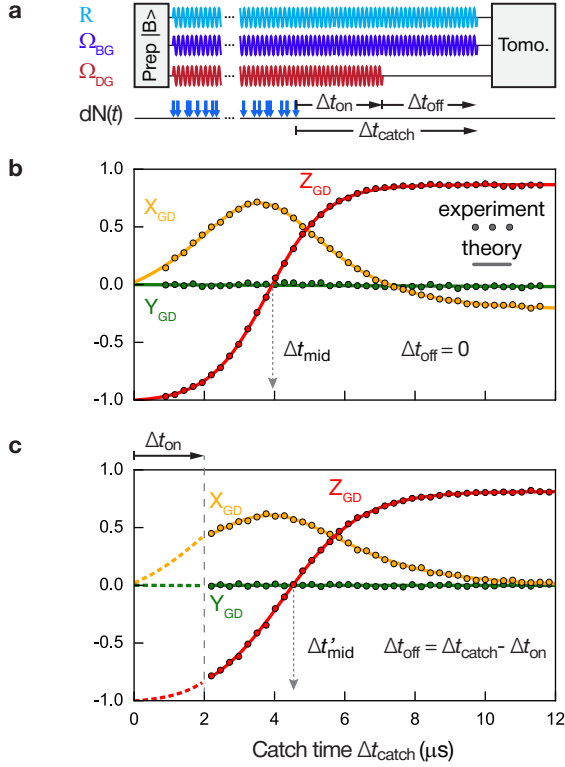 a
R
Ω_BG
Ω_DG
dN(t)
Prep |B>
Tomo.
...
...
...
...
Δt_on
Δt_off
Δt_catch
b
1.0
0.5
0.0
-0.5
-1.0
X_GD
Z_GD
Y_GD
experiment
theory
Δt_mid
Δt_off = 0
c
Δt_on
1.0
0.5
0.0
-0.5
-1.0
X_GD
Z_GD
Y_GD
Δt'_mid
Δt_off = Δt_catch - Δt_on
0 2 4 6 8 10 12
Catch time Δt_catch (μs)